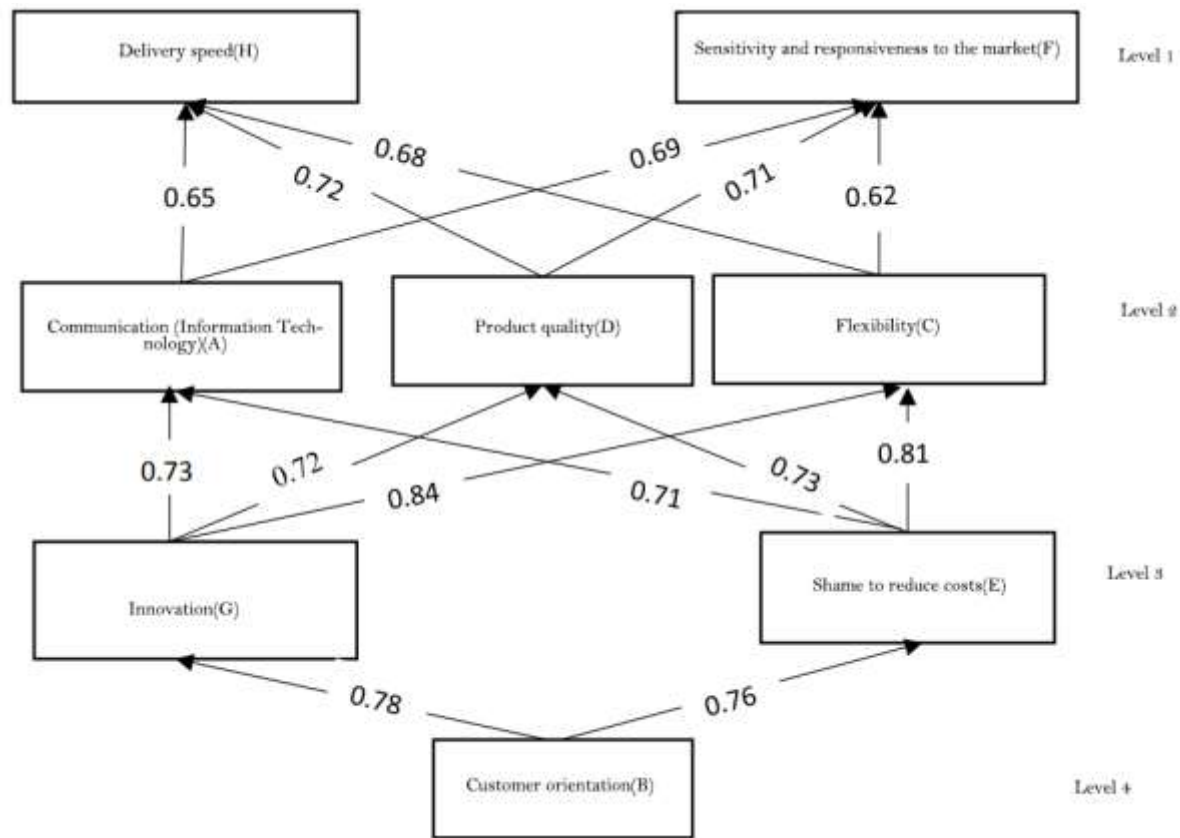 Delivery speed(H)
Sensitivity and responsiveness to the market(F)
Level 1
0.68
0.69
0.72
0.71
0.65
0.62
Communication (Information Tech-
nology)(A)
Product quality(D)
Flexibility(C)
Level 2
0.73
0.72
0.84
0.71
0.73
0.81
Innovation(G)
Shame to reduce costs(E)
Level 3
0.78
0.76
Customer orientation(B)
Level 4